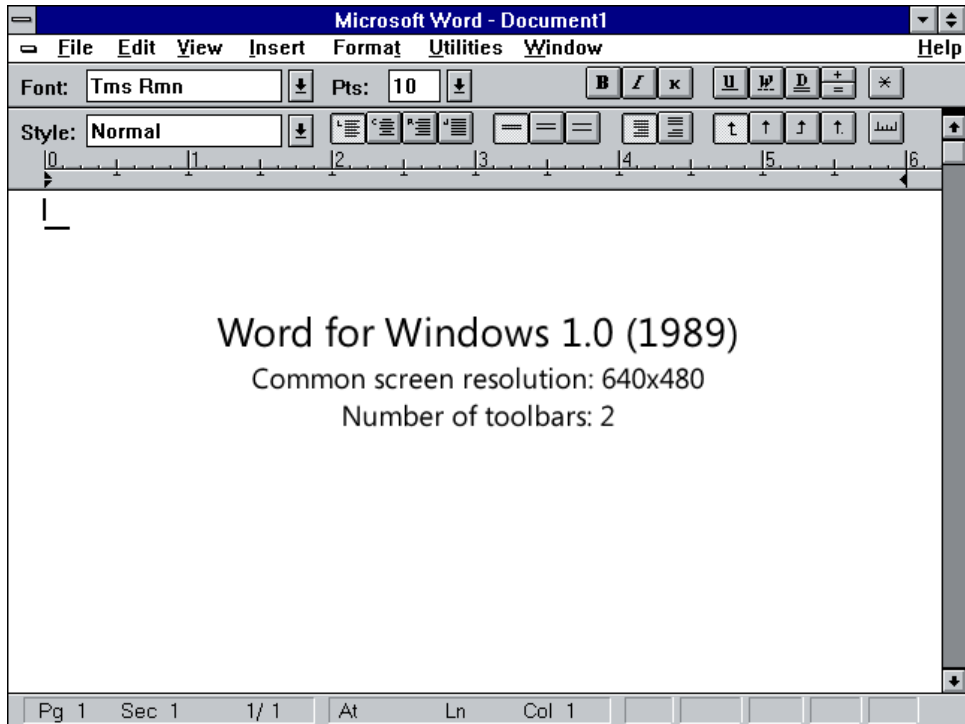 Microsoft Word - Document1
File Edit View Insert Format Utilities Window Help
Font: Tms Rmn Pts: 10 B I K U W D + = *
Style: Normal L C R J
0 1 2 3 4 5 6
Word for Windows 1.0 (1989)
Common screen resolution: 640x480
Number of toolbars: 2
Pg 1 Sec 1 1/ 1 At Ln Col 1